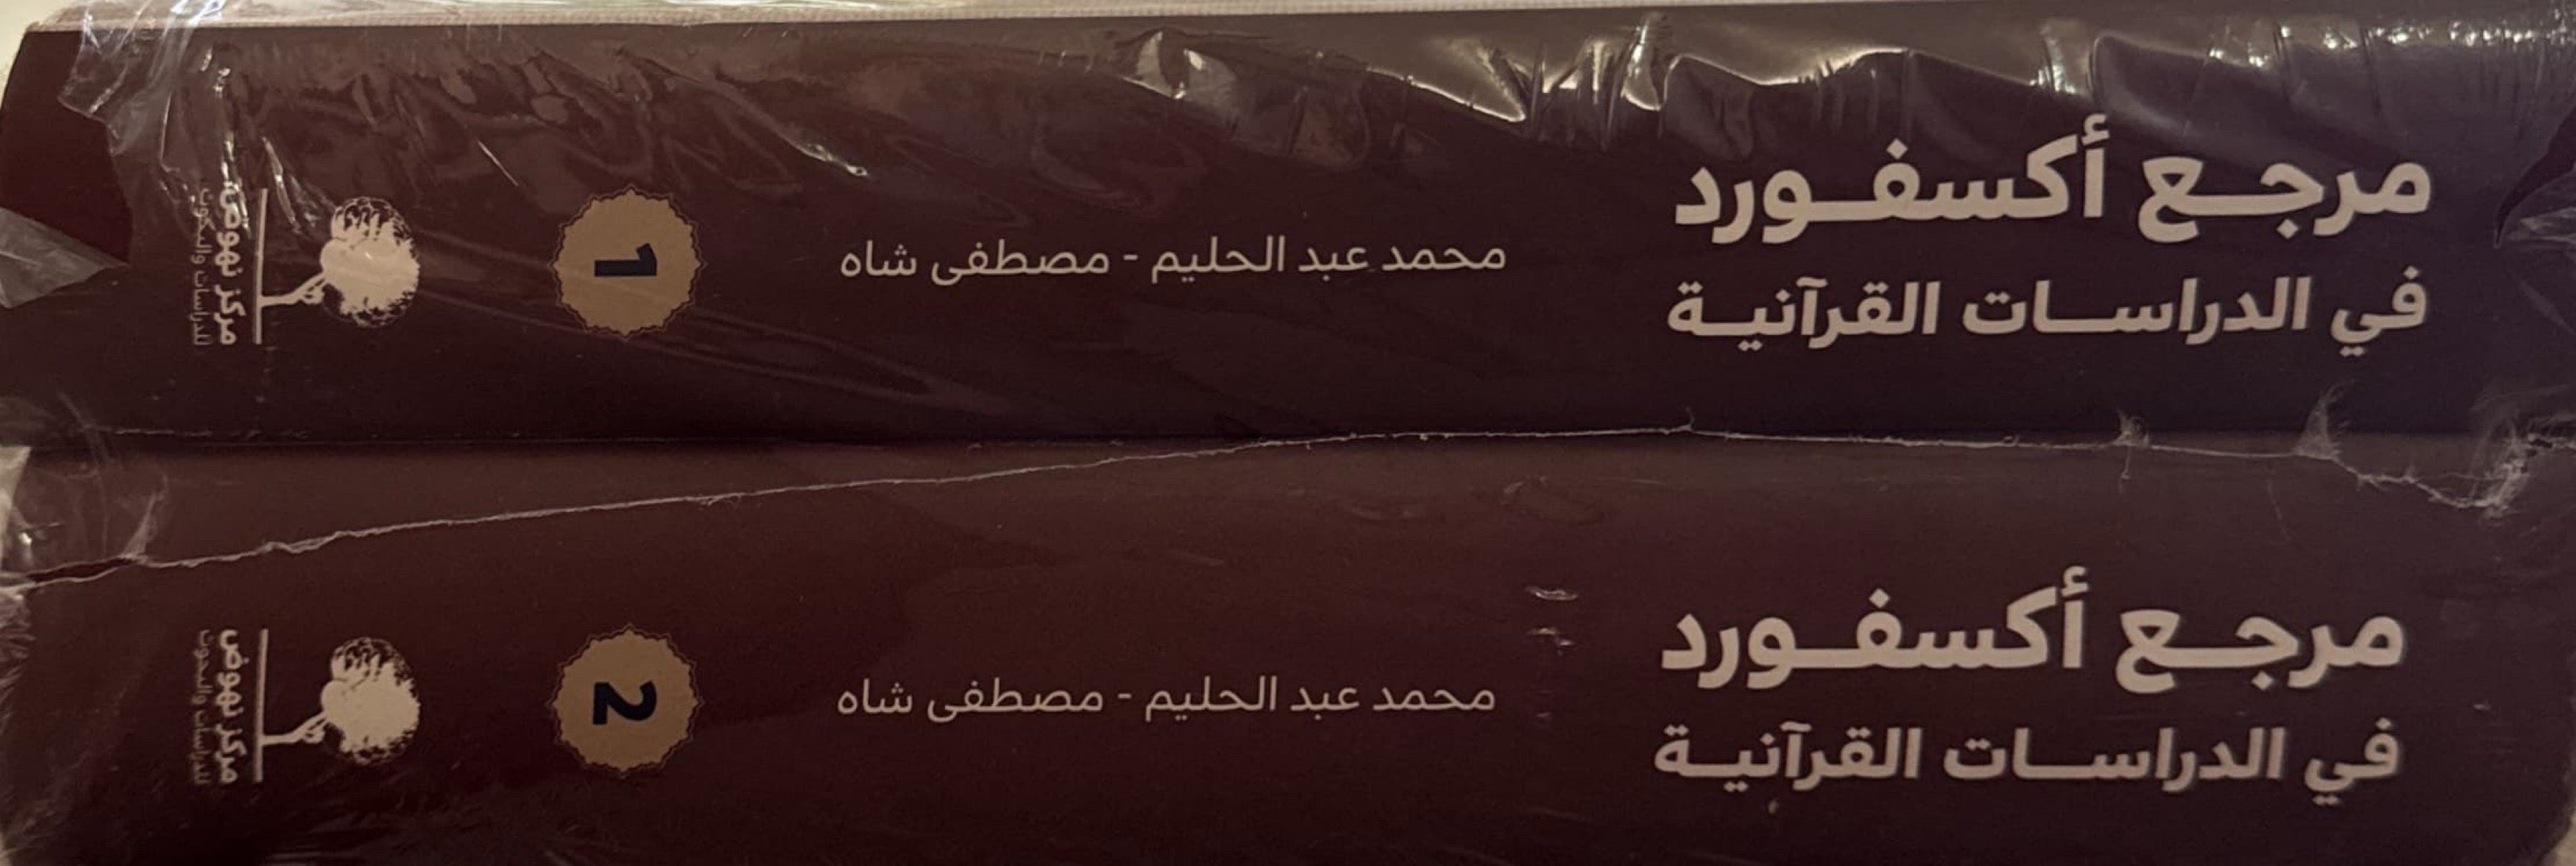 مرجع أكسفورد
في الدراسات القرآنية
محمد عبد الحليم - مصطفى شاه
1
مركز نهوض
للدراسات والبحوث
مرجع أكسفورد
في الدراسات القرآنية
محمد عبد الحليم - مصطفى شاه
2
مركز نهوض
للدراسات والبحوث